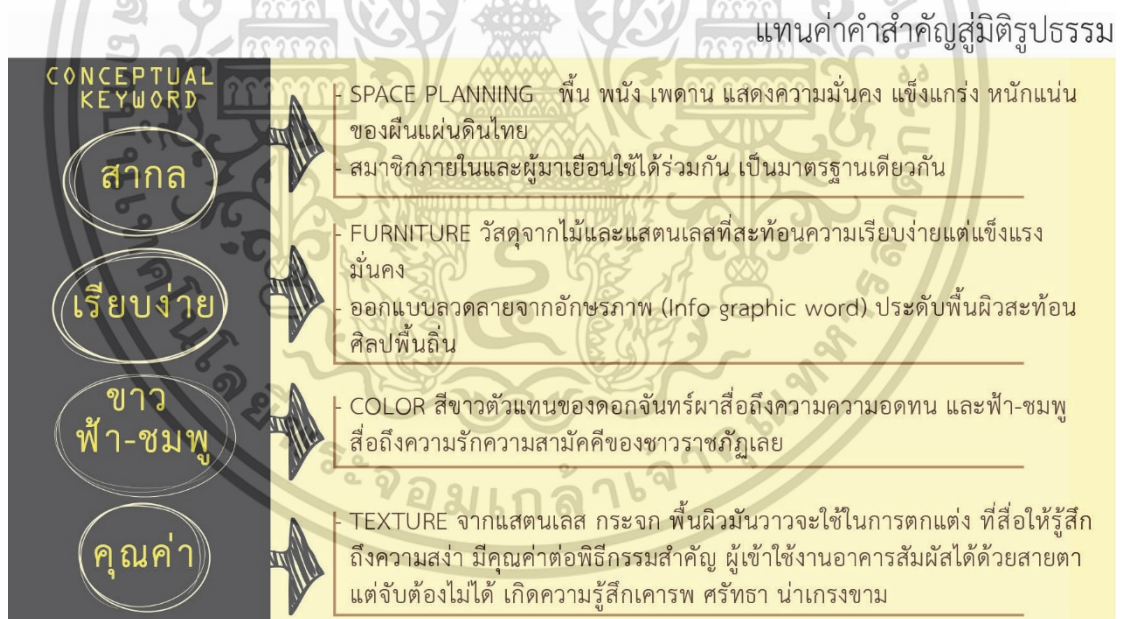 แทนค่าคำสำคัญสู่มิติรูปธรรม
CONCEPTUAL
KEYWORD
สากล
- SPACE PLANNING พื้น พนัง เพดาน แสดงความมั่นคง แข็งแกร่ง หนักแน่น
ของผืนแผ่นดินไทย
- สมาชิกภายในและผู้มาเยือนใช้ได้ร่วมกัน เป็นมาตรฐานเดียวกัน
เรียบง่าย
- FURNITURE วัสดุจากไม้และแสตนเลสที่สะท้อนความเรียบง่ายแต่แข็งแรง
มั่นคง
- ออกแบบลวดลายจากอักษรภาพ (Info graphic word) ประดับพื้นผิวสะท้อน
ศิลปพื้นถิ่น
ขาว
ฟ้า-ชมพู
- COLOR สีขาวตัวแทนของดอกจันทร์ผาสื่อถึงความความอดทน และฟ้า-ชมพู
สื่อถึงความรักความสามัคคีของชาวราชภัฏเลย
คุณค่า
- TEXTURE จากแสตนเลส กระจก พื้นผิวมันวาวจะใช้ในการตกแต่ง ที่สื่อให้รู้สึก
ถึงความสง่า มีคุณค่าต่อพิธีกรรมสำคัญ ผู้เข้าใช้งานอาคารสัมผัสได้ด้วยสายตา
แต่จับต้องไม่ได้ เกิดความรู้สึกเคารพ ศรัทธา น่าเกรงขาม